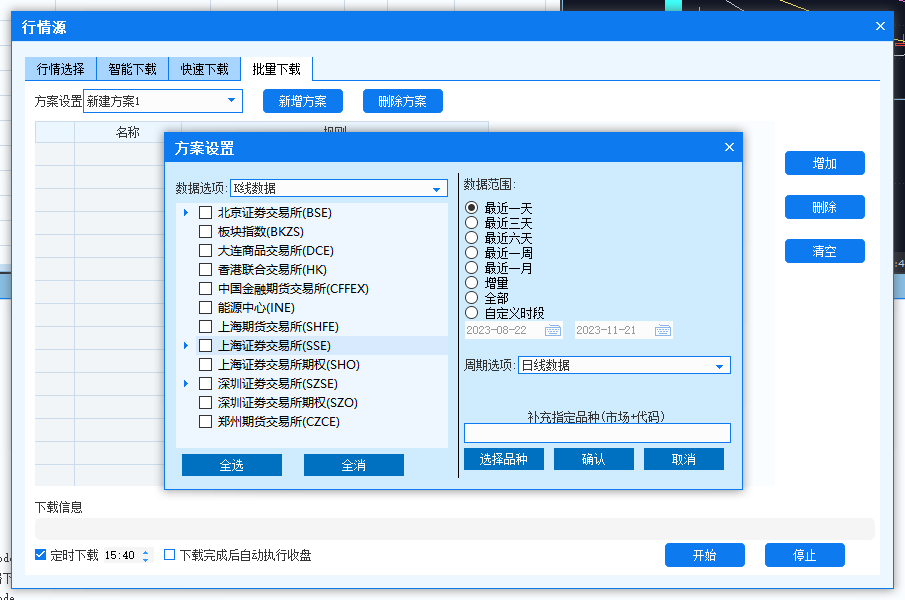 行情源
行情选择 智能下载 快速下载 批量下载
方案设置 新建方案1 新增方案 删除方案
名称 规则
增加
删除
清空
方案设置
数据选项: K线数据
北京证券交易所(BSE)
板块指数(BKZS)
大连商品交易所(DCE)
香港联合交易所(HK)
中国金融期货交易所(CFFEX)
能源中心(INE)
上海期货交易所(SHFE)
上海证券交易所(SSE)
上海证券交易所期权(SHO)
深圳证券交易所(SZSE)
深圳证券交易所期权(SZO)
郑州期货交易所(CZCE)
全选 全消
数据范围:
最近一天
最近三天
最近六天
最近一周
最近一月
增量
全部
自定义时段
2023-08-22 2023-11-21
周期选项: 日线数据
补充指定品种(市场+代码)
选择品种 确认 取消
下载信息
定时下载 15:40 下载完成后自动执行收盘
开始 停止